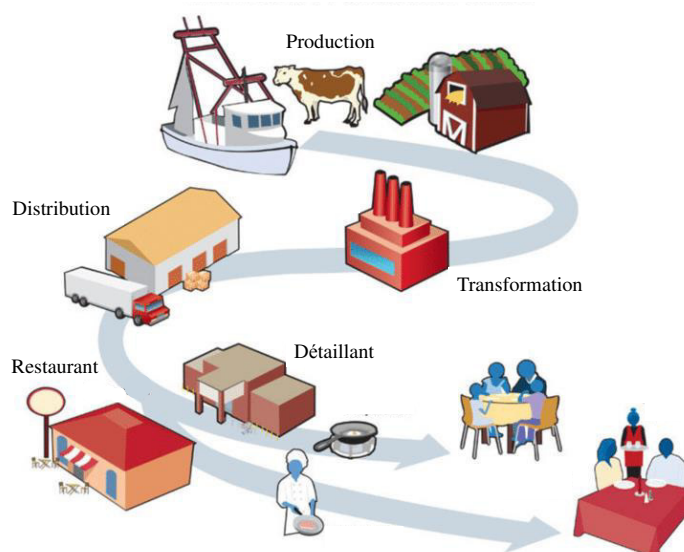 Production
Distribution
Transformation
Restaurant
Détaillant